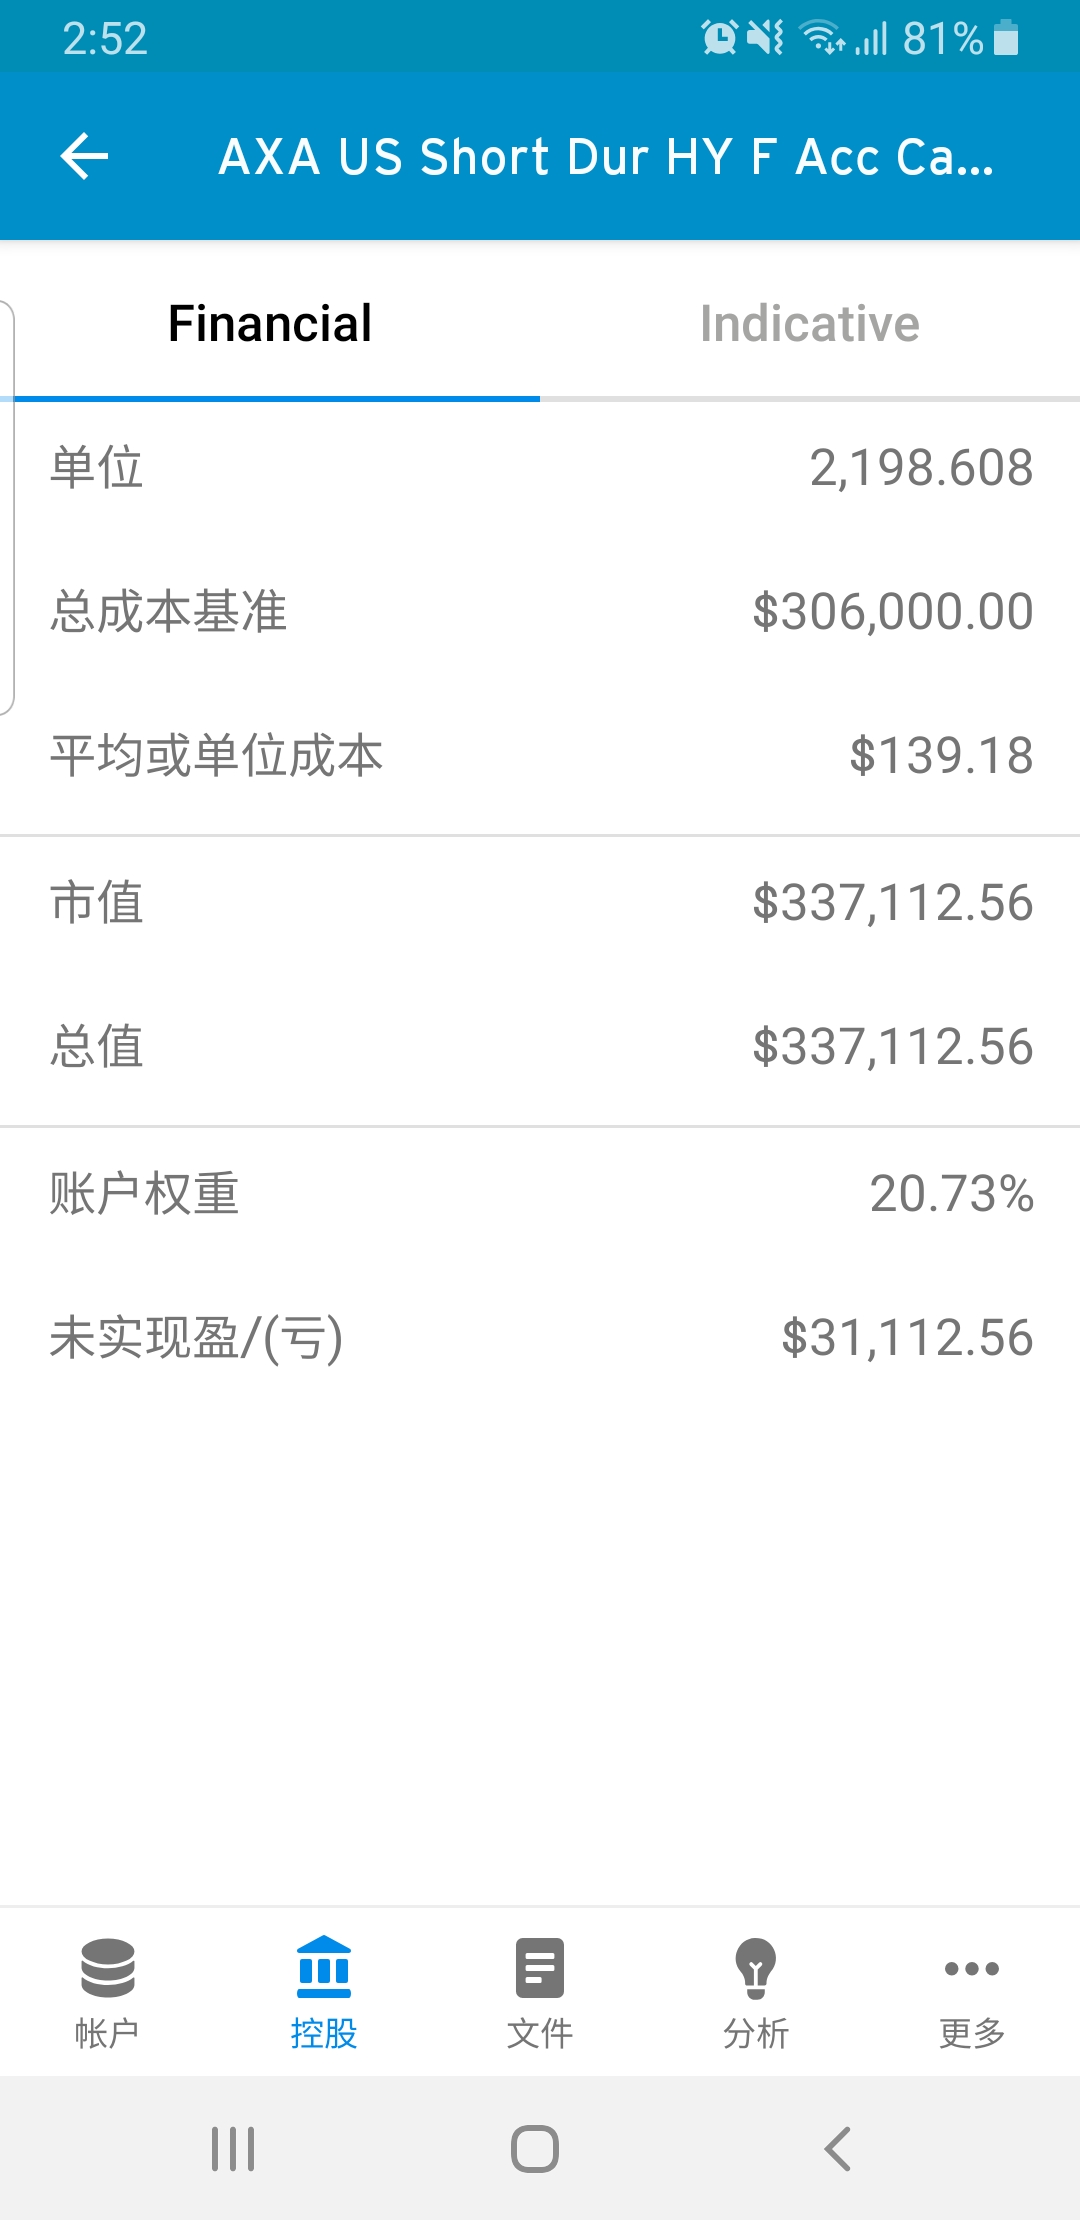 2:52 81%
AXA US Short Dur HY F Acc Ca...
Financial Indicative
单位 2,198.608
总成本基准 $306,000.00
平均或单位成本 $139.18
市值 $337,112.56
总值 $337,112.56
账户权重 20.73%
未实现盈/(亏) $31,112.56
帐户 控股 文件 分析 更多